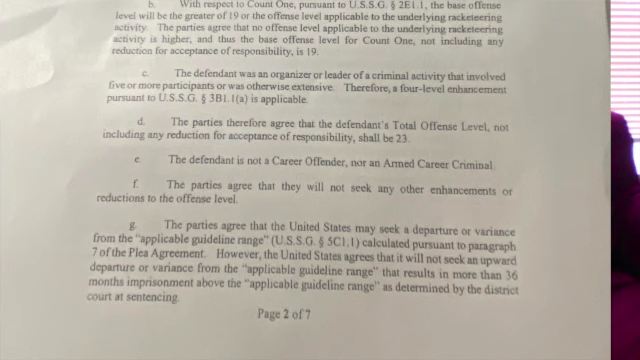 b. With respect to Count One, pursuant to U.S.S.G. § 2E1.1, the base offense
level will be the greater of 19 or the offense level applicable to the underlying racketeering
activity. The parties agree that no offense level applicable to the underlying racketeering
activity is higher, and thus the base offense level for Count One, not including any
reduction for acceptance of responsibility, is 19.
c. The defendant was an organizer or leader of a criminal activity that involved
five or more participants or was otherwise extensive. Therefore, a four-level enhancement
pursuant to U.S.S.G. § 3B1.1(a) is applicable.
d. The parties therefore agree that the defendant's Total Offense Level, not
including any reduction for acceptance of responsibility, shall be 23.
e. The defendant is not a Career Offender, nor an Armed Career Criminal.
f. The parties agree that they will not seek any other enhancements or
reductions to the offense level.
g. The parties agree that the United States may seek a departure or variance
from the "applicable guideline range" (U.S.S.G. § 5C1.1) calculated pursuant to paragraph
7 of the Plea Agreement. However, the United States agrees that it will not seek an upward
departure or variance from the "applicable guideline range" that results in more than 36
months imprisonment above the "applicable guideline range" as determined by the district
court at sentencing.
Page 2 of 7